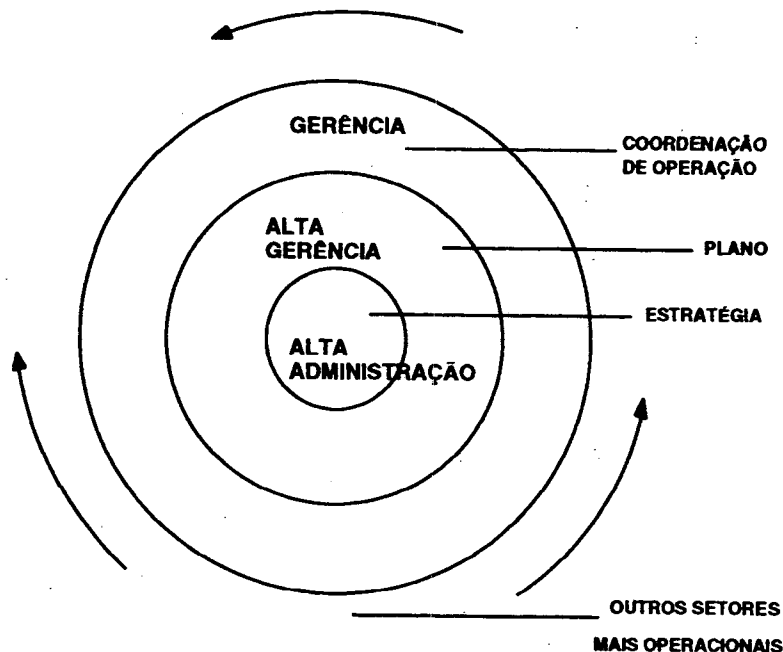 GERÊNCIA
COORDENAÇÃO
DE OPERAÇÃO
ALTA
GERÊNCIA
PLANO
ESTRATÉGIA
ALTA
ADMINISTRAÇÃO
OUTROS SETORES
MAIS OPERACIONAIS